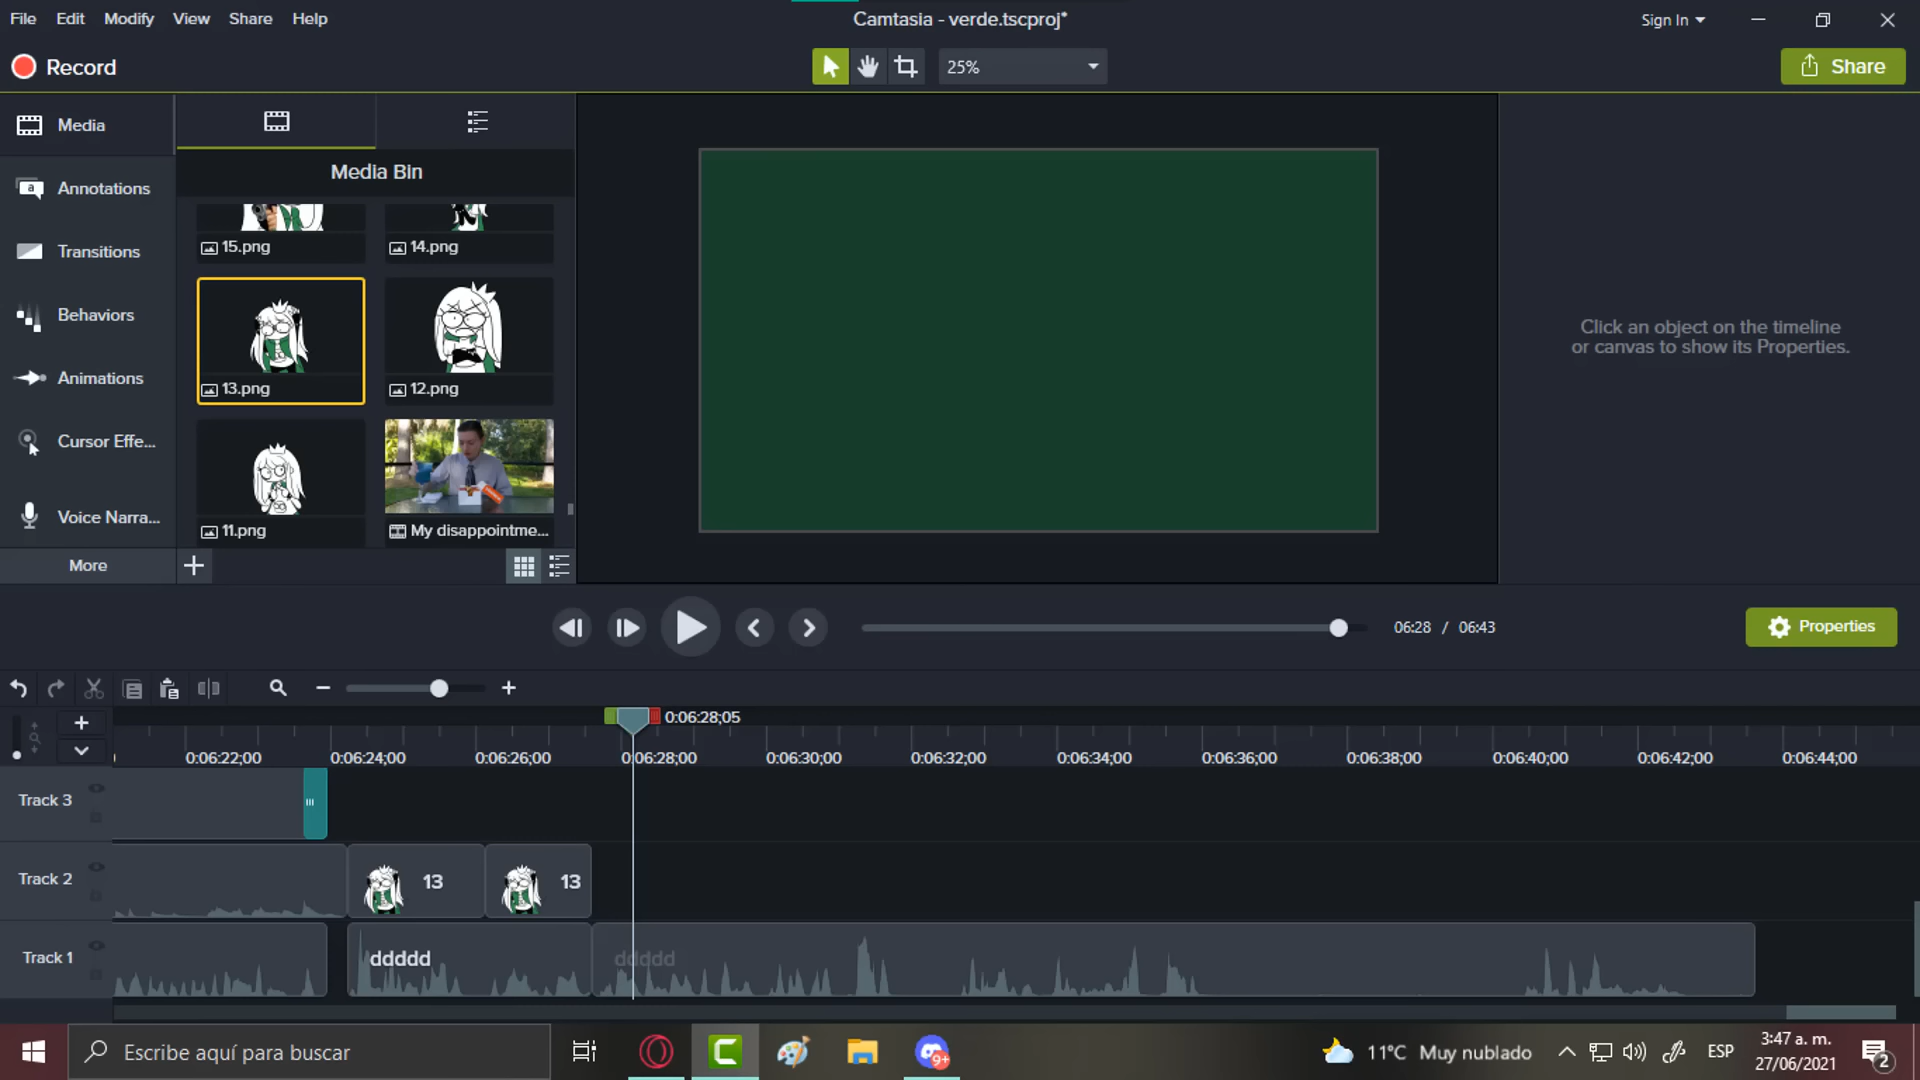 File Edit Modify View Share Help
Camtasia - verde.tscproj*
Sign In
Record
25%
Share
Media
Annotations
Transitions
Behaviors
Animations
Cursor Effe...
Voice Narra...
More
Media Bin
15.png
14.png
13.png
12.png
11.png
My disappointme...
Click an object on the timeline
or canvas to show its Properties.
06:28 / 06:43
Properties
0:06:28;05
0:06:22;00 0:06:24;00 0:06:26;00 0:06:28;00 0:06:30;00 0:06:32;00 0:06:34;00 0:06:36;00 0:06:38;00 0:06:40;00 0:06:42;00 0:06:44;00
Track 3
Track 2
13
13
Track 1
ddddd
ddddd
Escribe aquí para buscar
9+
11°C Muy nublado
ESP
3:47 a. m.
27/06/2021
2